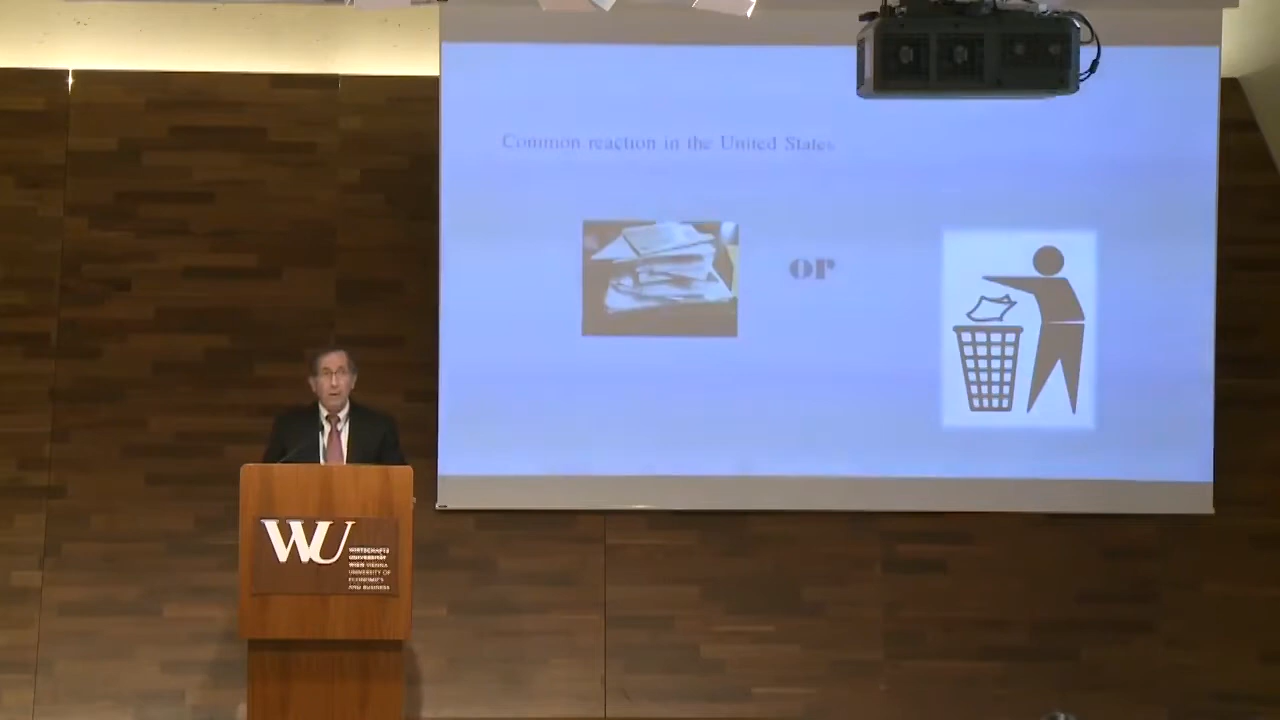 Common reaction in the United States
or
WU
WIRTSCHAFTS
UNIVERSITÄT
WIEN VIENNA
UNIVERSITY OF
ECONOMICS
AND BUSINESS